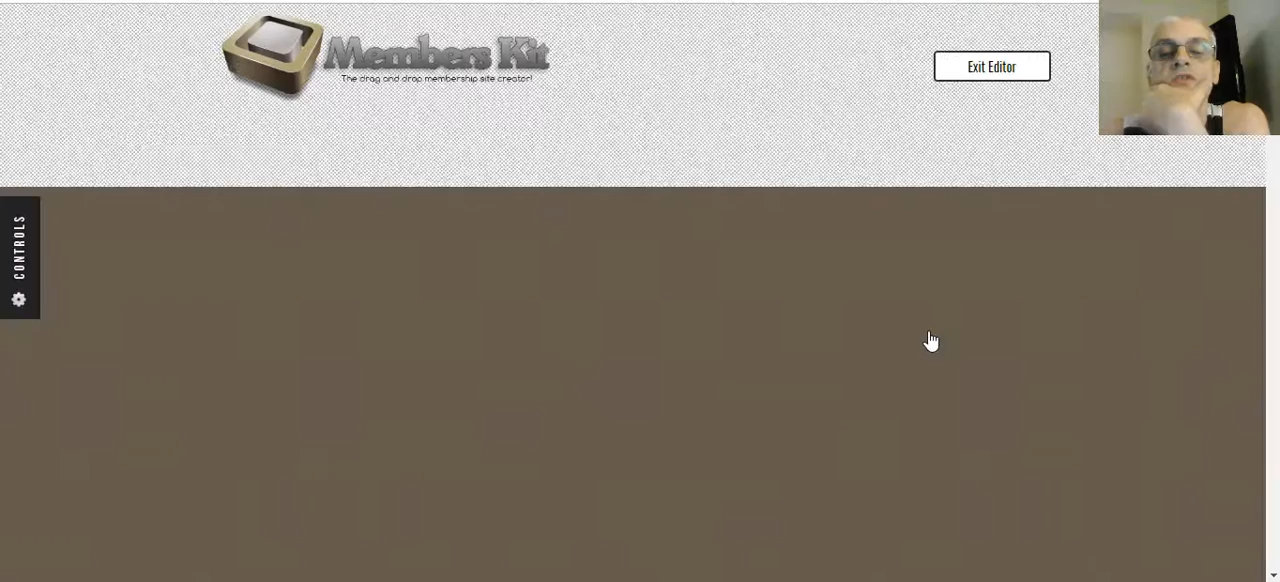 Members Kit
The drag and drop membership site creator!
Exit Editor
CONTROLS